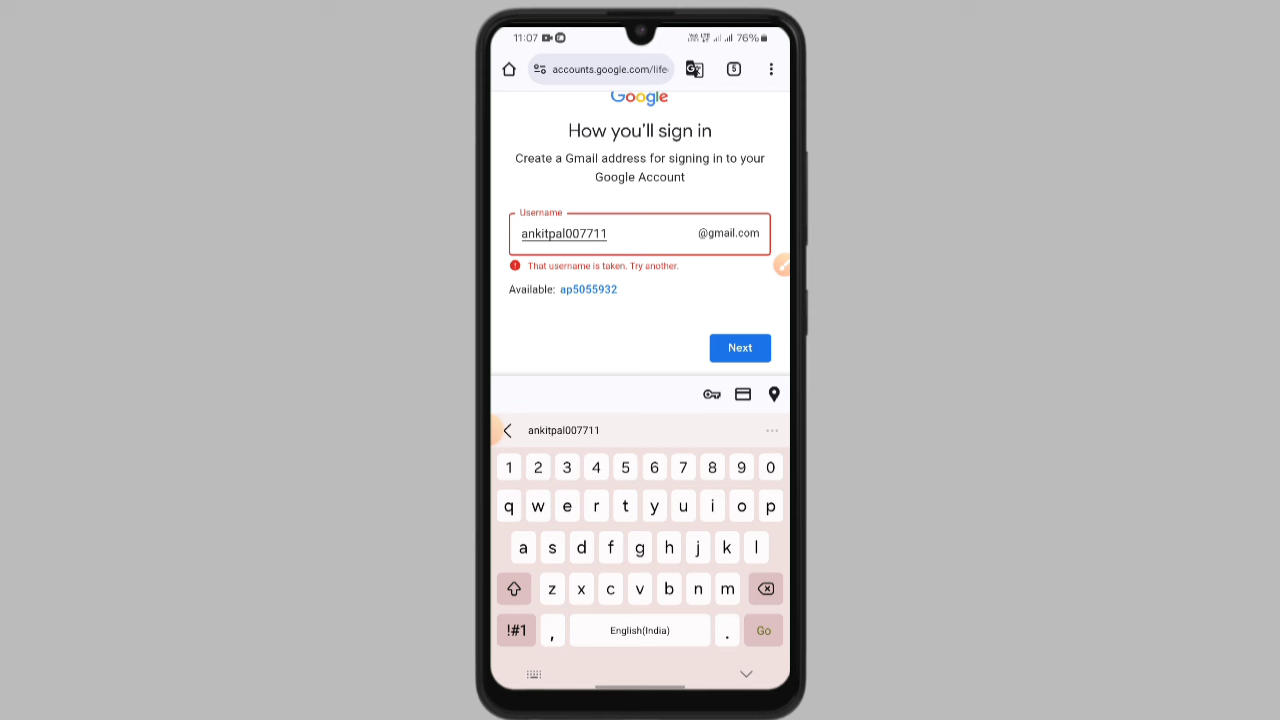 11:07 76%
accounts.google.com/life 5
Google
How you'll sign in
Create a Gmail address for signing in to your
Google Account
Username
ankitpal007711 @gmail.com
That username is taken. Try another.
Available: ap5055932
Next
ankitpal007711
1 2 3 4 5 6 7 8 9 0
q w e r t y u i o p
a s d f g h j k l
z x c v b n m
!#1 , English(India) . Go